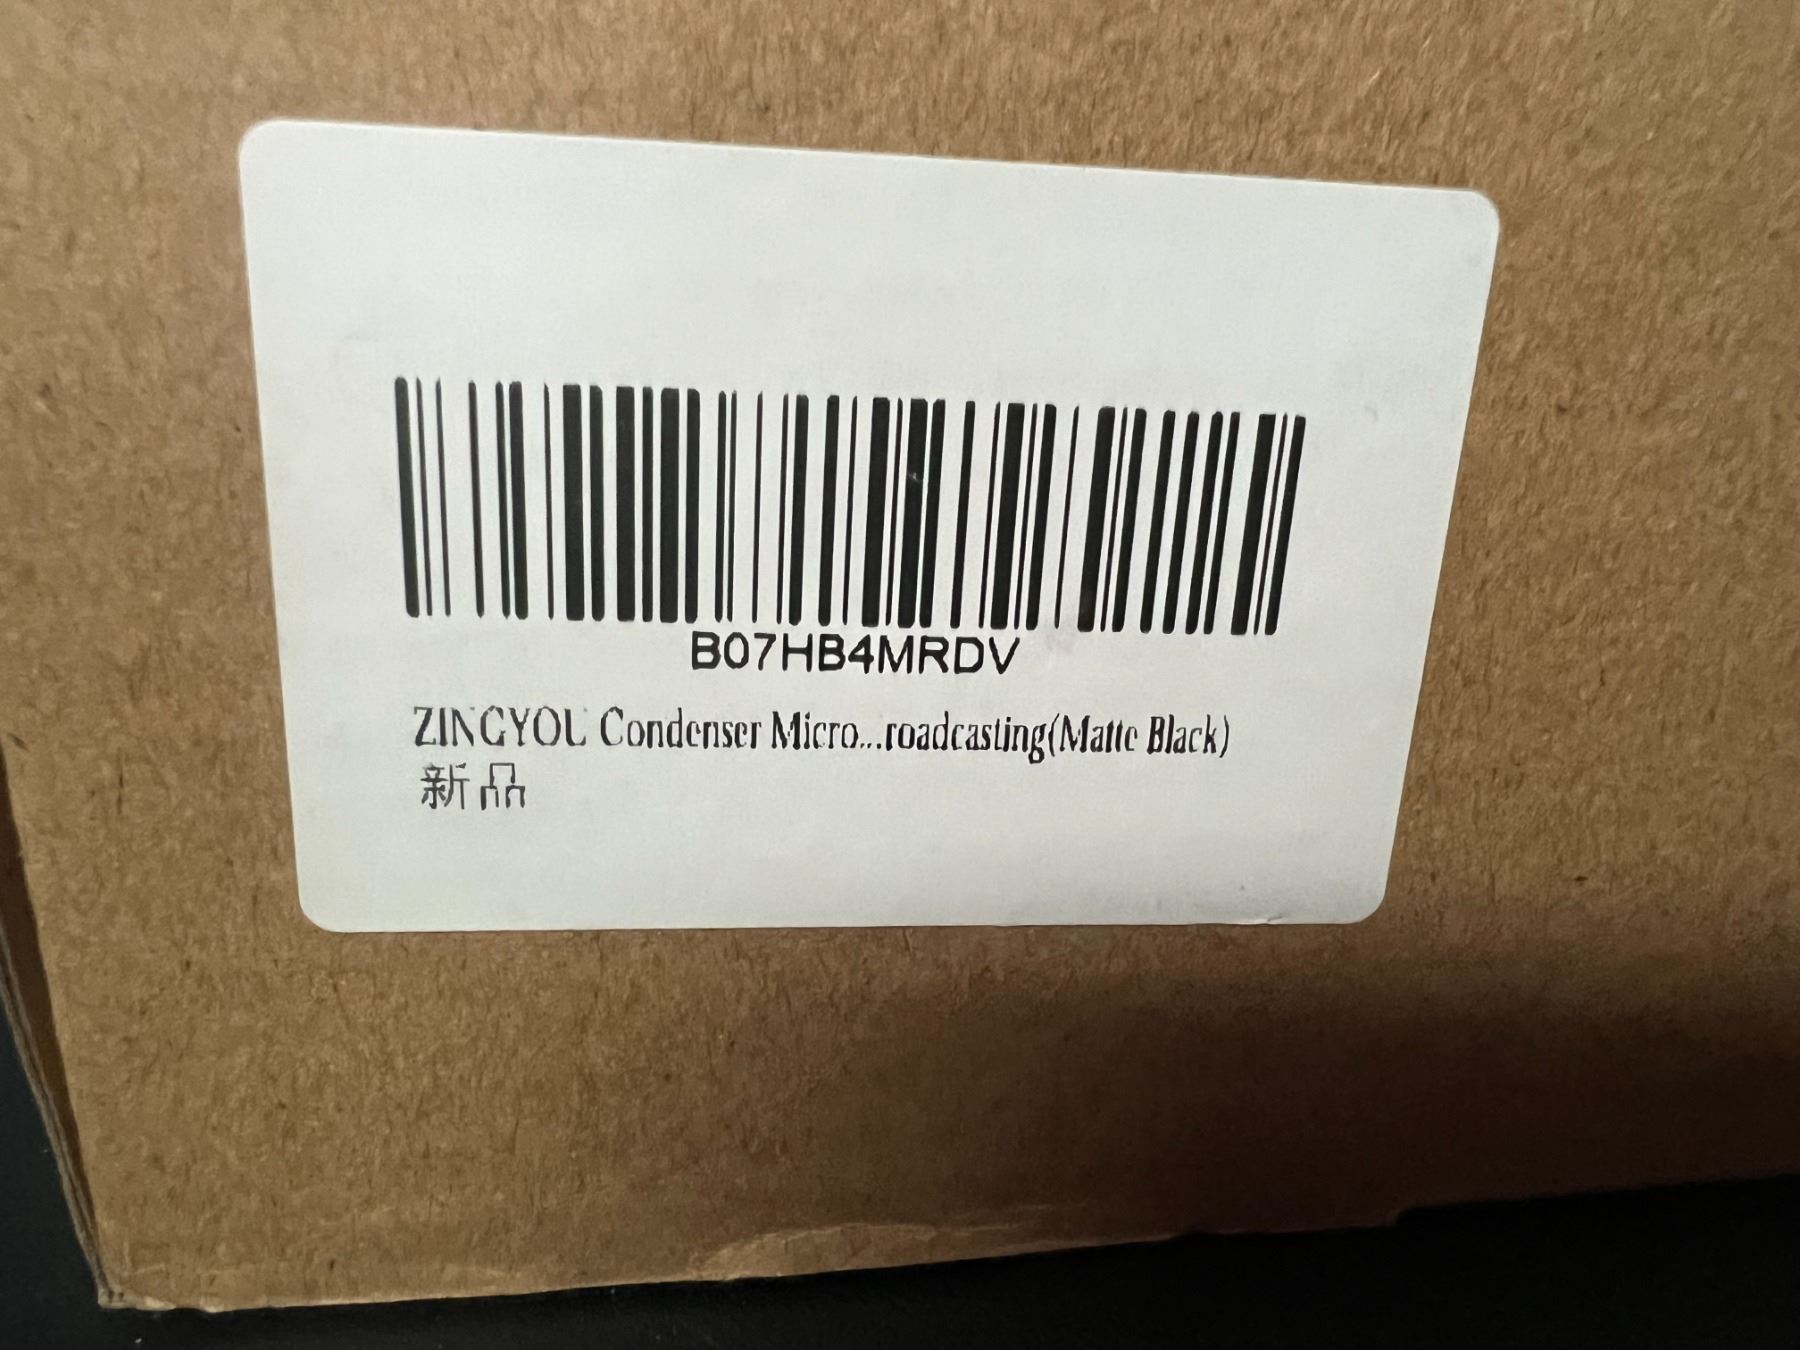 B07HB4MRDV
ZINGYOU Condenser Micro...roadcasting(Matte Black)
新品